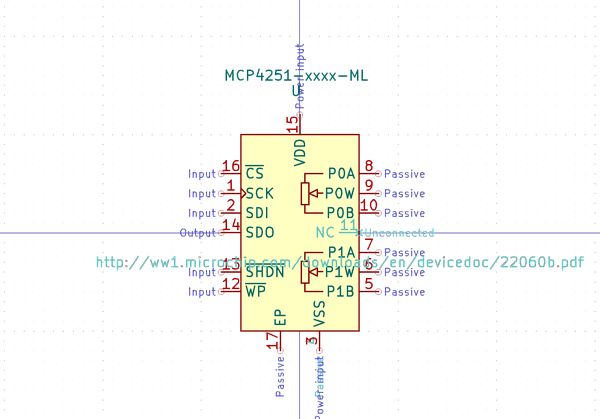 MCP4251-xxxx-ML
U
Power input
15
VDD
Input 16 CS P0A 8 Passive
Input 1 SCK P0W 9 Passive
Input 2 SDI P0B 10 Passive
Output 14 SDO NC 11 Unconnected
P1A 7 Passive
http://ww1.microchip.com/downloads/en/devicedoc/22060b.pdf
Input 13 SHDN P1W 6 Passive
Input 12 WP P1B 5 Passive
EP VSS
17 3
Passive Power input